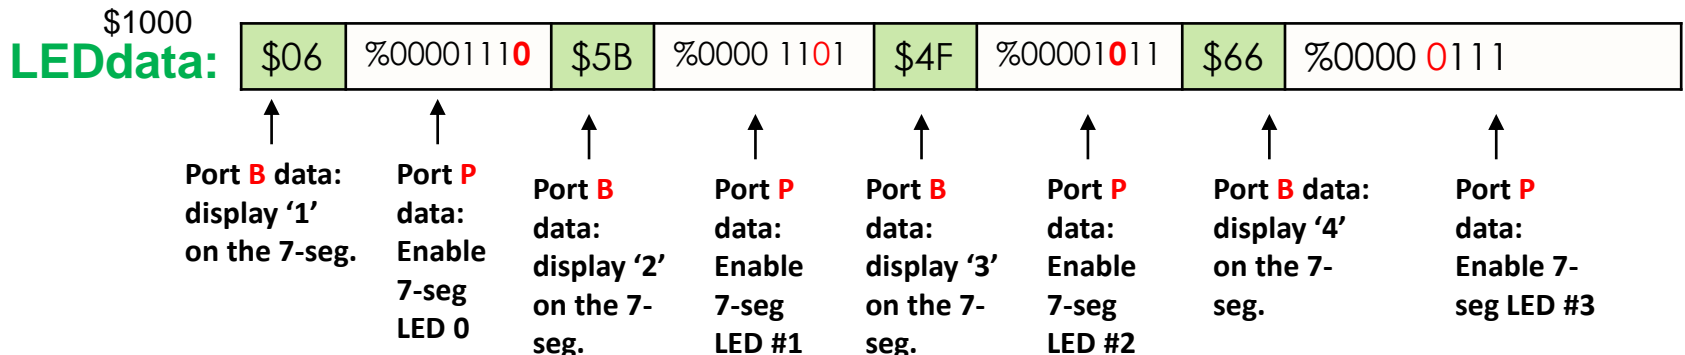 $1000
LEDdata: $06 %00001110 $5B %0000 1101 $4F %00001011 $66 %0000 0111
Port B data:
display ‘1’
on the 7-seg.
Port P
data:
Enable
7-seg
LED 0
Port B
data:
display ‘2’
on the 7-
seg.
Port P
data:
Enable
7-seg
LED #1
Port B
data:
display ‘3’
on the 7-
seg.
Port P
data:
Enable
7-seg
LED #2
Port B data:
display ‘4’
on the 7-
seg.
Port P
data:
Enable 7-
seg LED #3